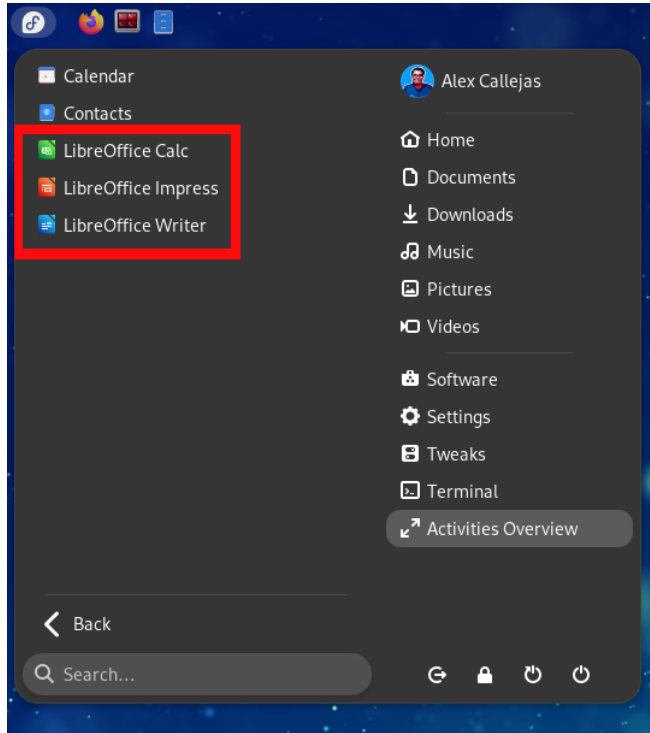 Calendar
Contacts
LibreOffice Calc
LibreOffice Impress
LibreOffice Writer
Back
Search...
Alex Callejas
Home
Documents
Downloads
Music
Pictures
Videos
Software
Settings
Tweaks
Terminal
Activities Overview